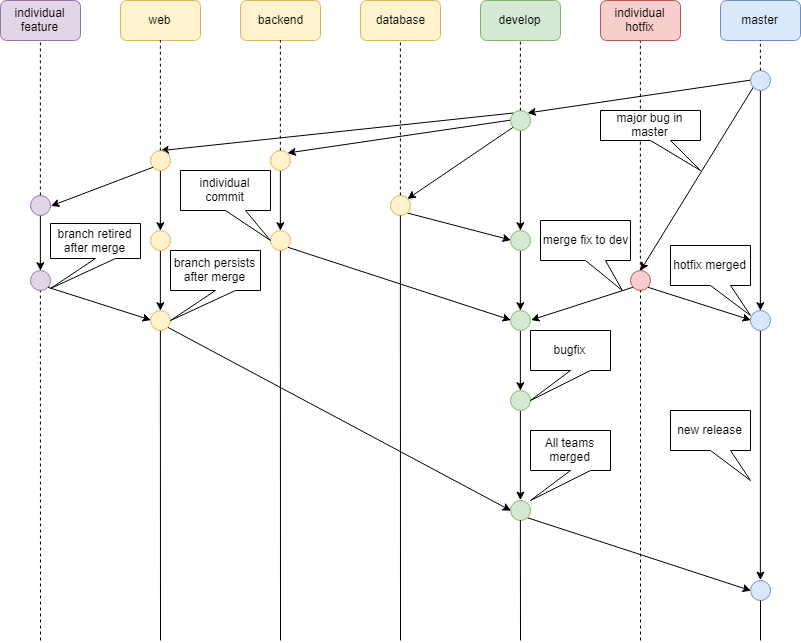 individual
feature
web
backend
database
develop
individual
hotfix
master
major bug in
master
individual
commit
branch retired
after merge
merge fix to dev
branch persists
after merge
hotfix merged
bugfix
new release
All teams
merged